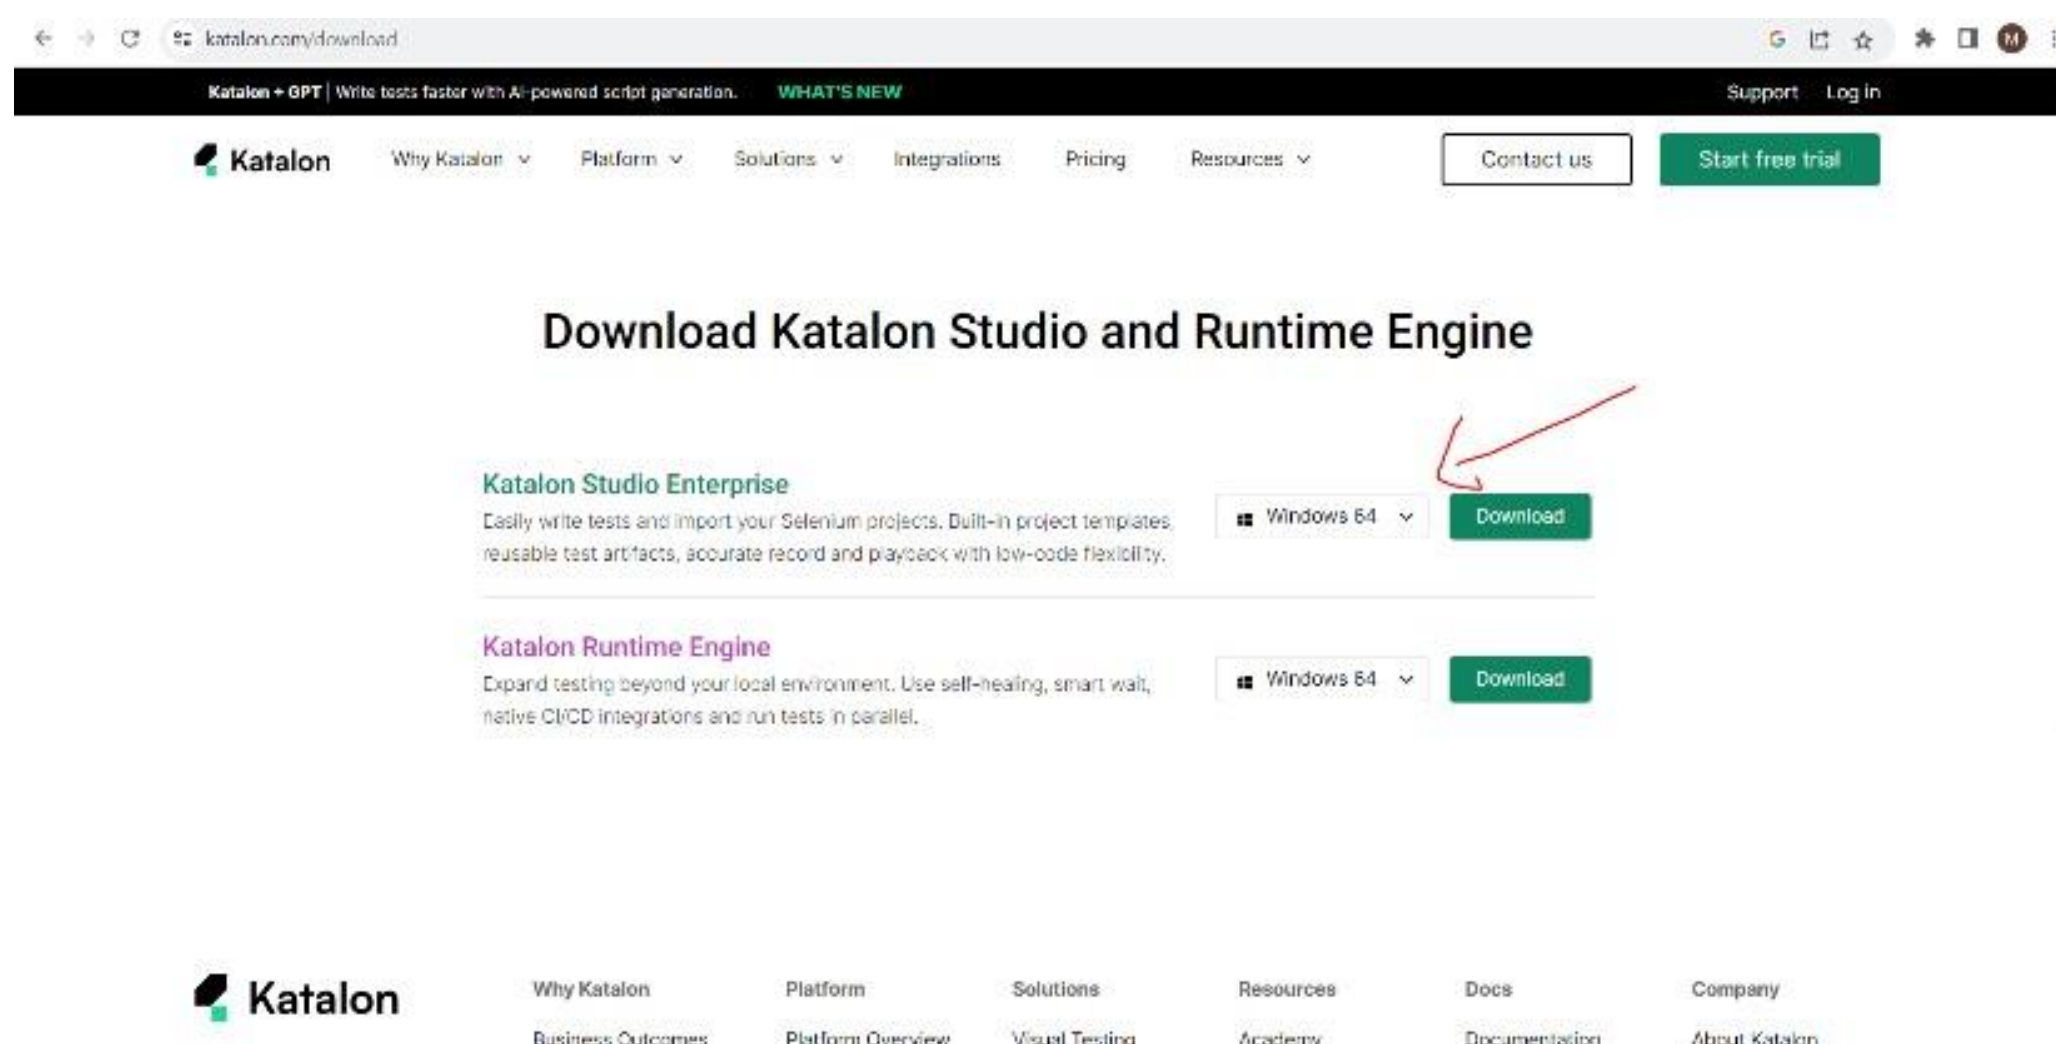 katalon.com/download
Katalon + GPT | Write tests faster with AI-powered script generation. WHAT'S NEW Support Log in
Katalon Why Katalon Platform Solutions Integrations Pricing Resources Contact us Start free trial
Download Katalon Studio and Runtime Engine
Katalon Studio Enterprise
Easily write tests and import your Selenium projects. Built-in project templates,
reusable test artifacts, accurate record and playback with low-code flexibility.
Windows 64 Download
Katalon Runtime Engine
Expand testing beyond your local environment. Use self-healing, smart wait,
native CI/CD integrations and run tests in parallel.
Windows 64 Download
Katalon Why Katalon Platform Solutions Resources Docs Company
Business Outcomes Platform Overview Visual Testing Academy Documentation About Katalon